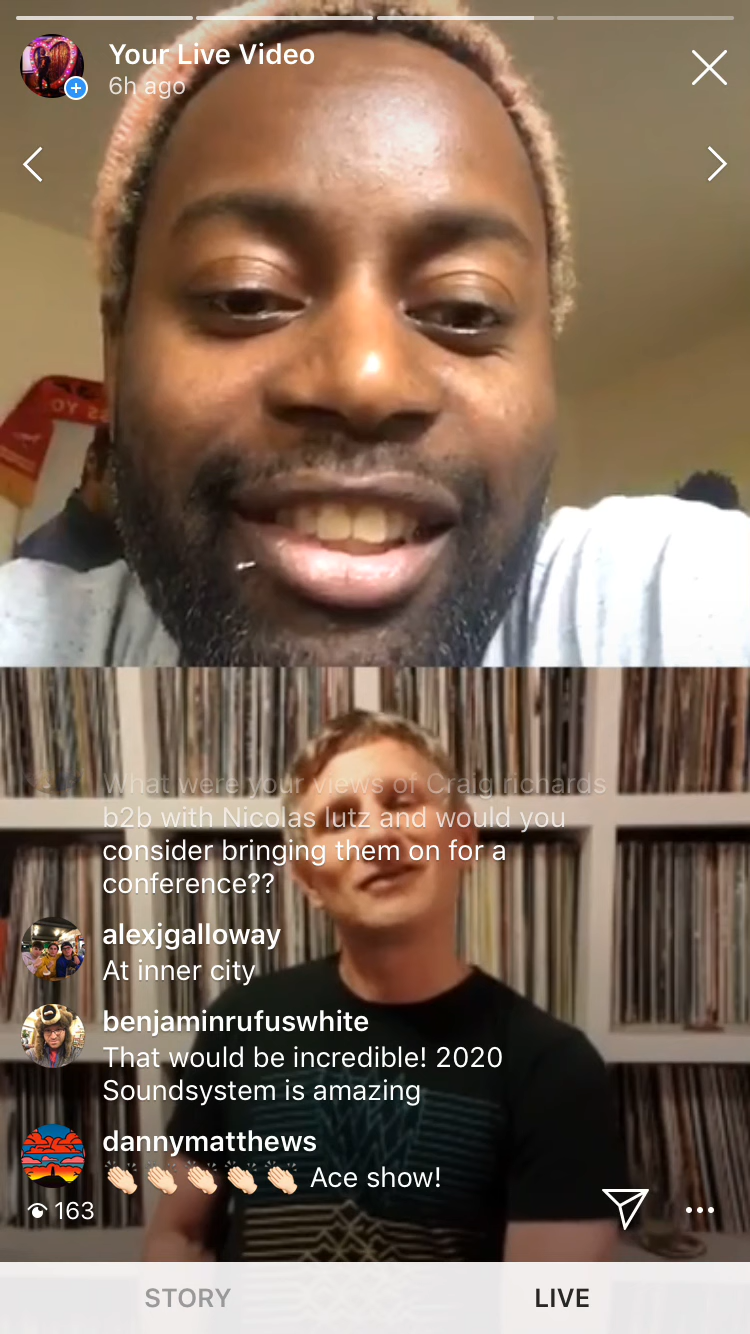 Your Live Video
6h ago
What were your views of Craig richards
b2b with Nicolas lutz and would you
consider bringing them on for a
conference??
alexjgalloway
At inner city
benjaminrufuswhite
That would be incredible! 2020
Soundsystem is amazing
dannymatthews
👏🏻👏🏻👏🏻👏🏻👏🏻 Ace show!
163
STORY
LIVE